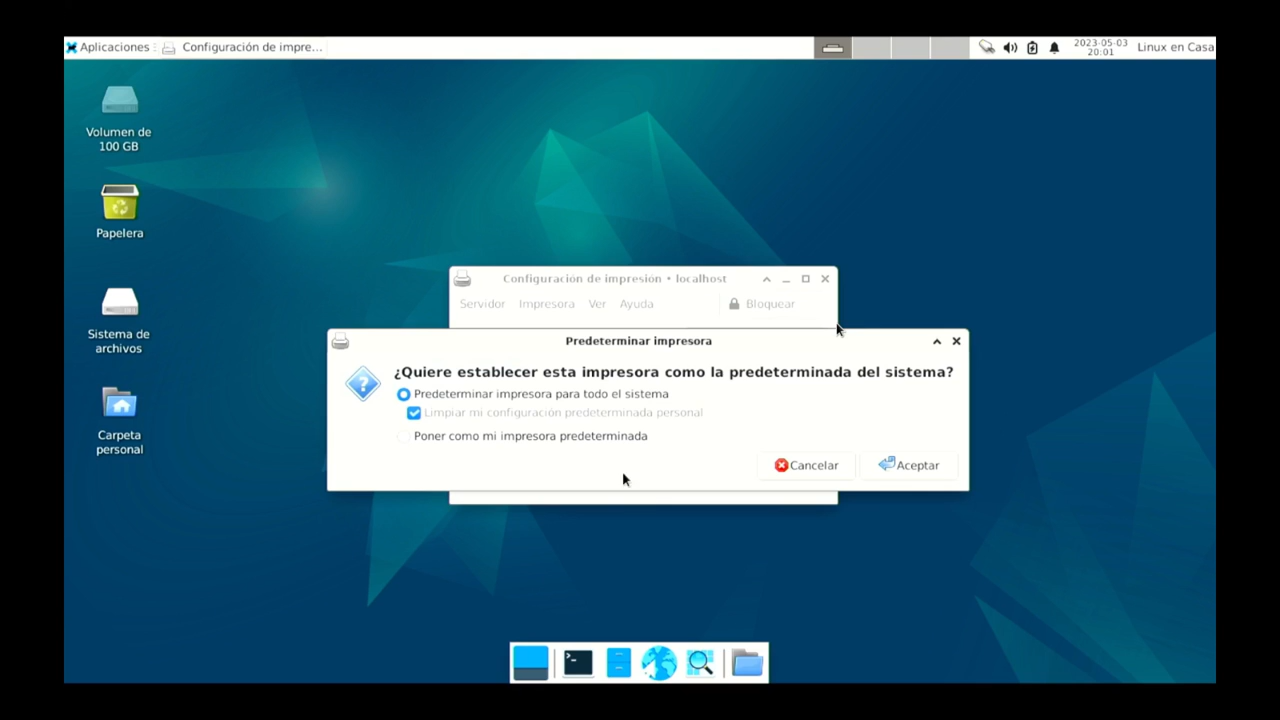 Aplicaciones
Configuración de impre...
2023-05-03
20:01
Linux en Casa
Volumen de
100 GB
Papelera
Sistema de
archivos
Carpeta
personal
Configuración de impresión • localhost
Servidor Impresora Ver Ayuda Bloquear
Predeterminar impresora
¿Quiere establecer esta impresora como la predeterminada del sistema?
Predeterminar impresora para todo el sistema
Limpiar mi configuración predeterminada personal
Poner como mi impresora predeterminada
Cancelar Aceptar